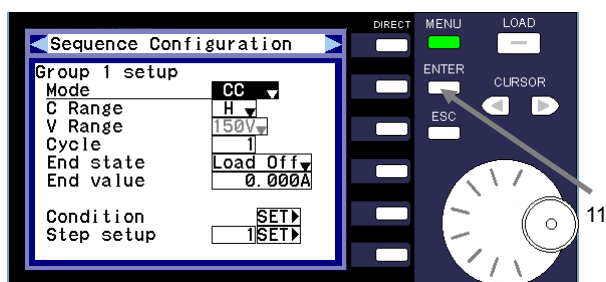 DIRECT MENU LOAD
Sequence Configuration
Group 1 setup
Mode CC
C Range H
V Range 150V
Cycle 1
End state Load Off
End value 0.000A
Condition SET
Step setup 1 SET
ENTER
CURSOR
ESC
11